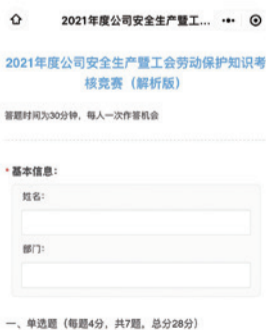 2021年度公司安全生产暨工...
2021年度公司安全生产暨工会劳动保护知识考
核竞赛（解析版）
答题时间为30分钟，每人一次作答机会
*基本信息：
姓名：
部门：
一、单选题（每题4分，共7题，总分28分）